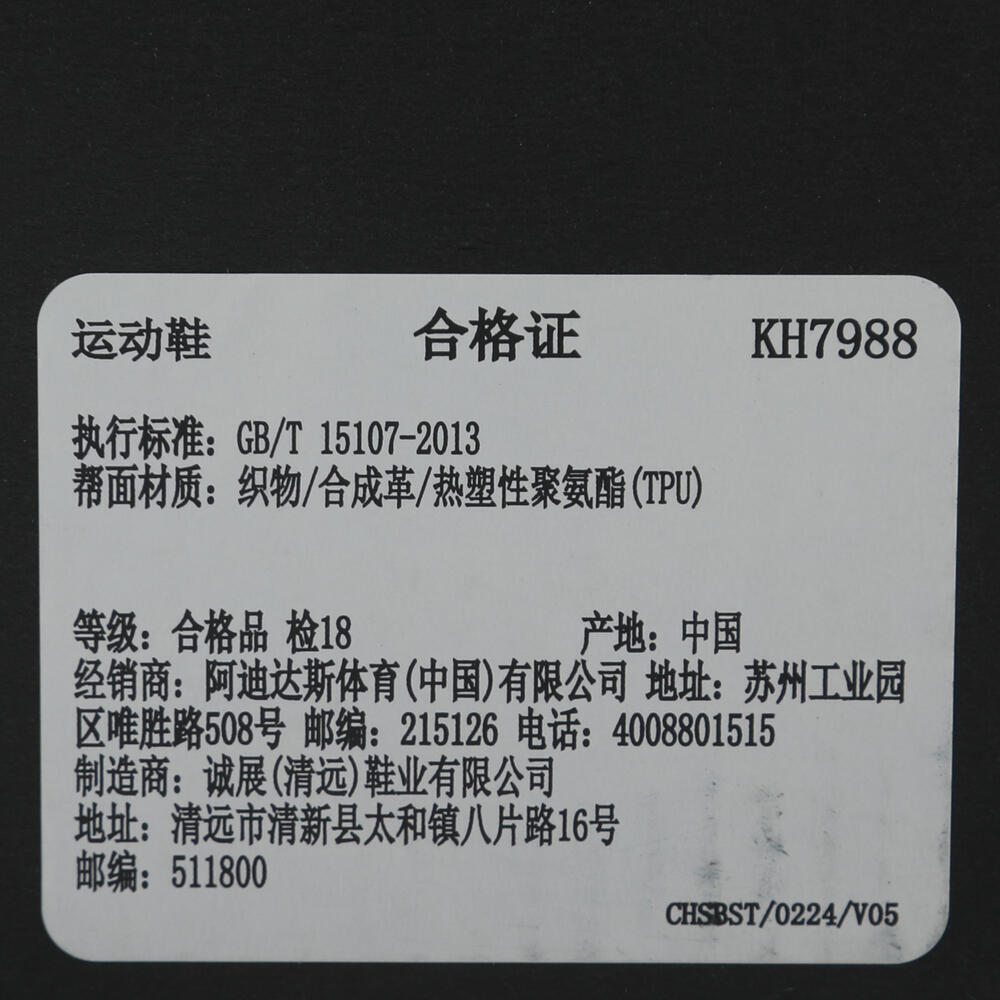 运动鞋 合格证 KH7988
执行标准：GB/T 15107-2013
帮面材质：织物/合成革/热塑性聚氨酯(TPU)
等级：合格品 检18 产地：中国
经销商：阿迪达斯体育(中国)有限公司 地址：苏州工业园
区唯胜路508号 邮编：215126 电话：4008801515
制造商：诚展(清远)鞋业有限公司
地址：清远市清新县太和镇八片路16号
邮编：511800
CHSBST/0224/V05